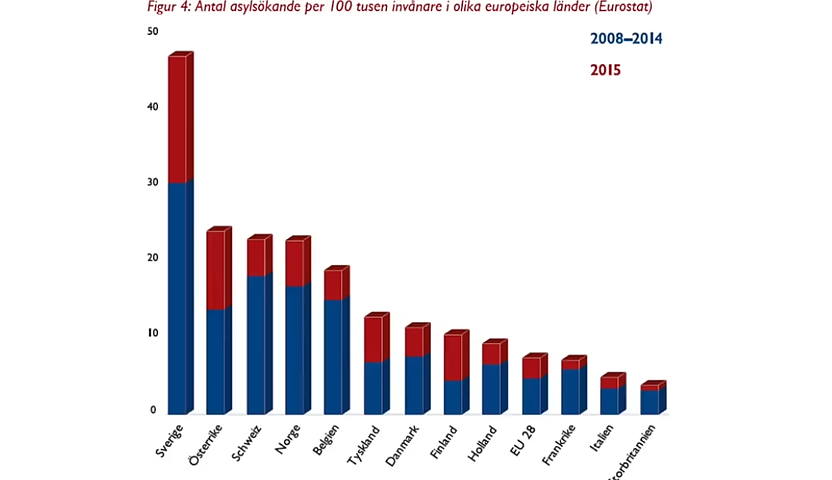 Figur 4: Antal asylsökande per 100 tusen invånare i olika europeiska länder (Eurostat)
50
2008–2014
2015
40
30
20
10
0
Sverige
Österrike
Schweiz
Norge
Belgien
Tyskland
Danmark
Finland
Holland
EU 28
Frankrike
Italien
Storbritannien